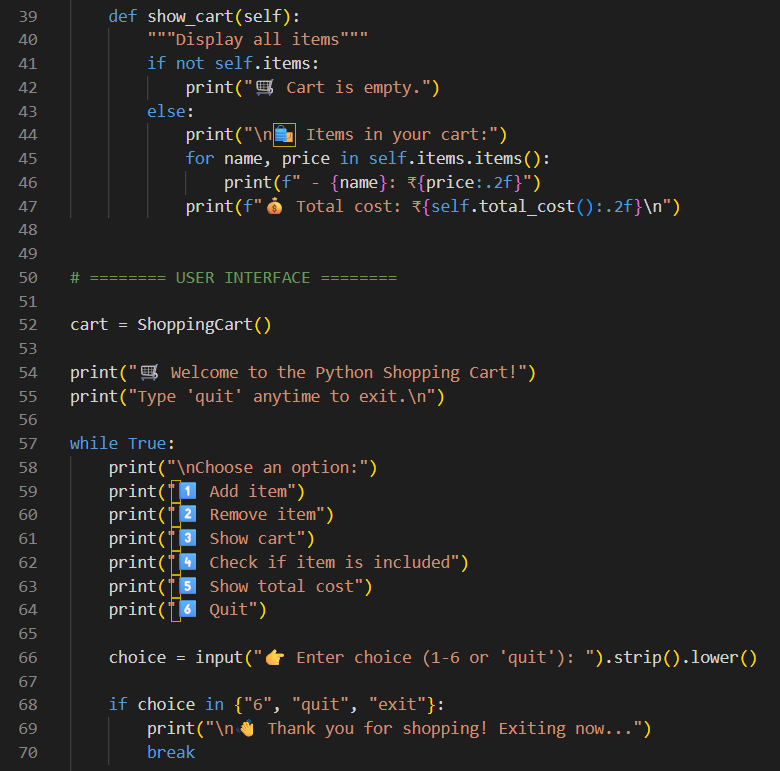 39     def show_cart(self):
40         """Display all items"""
41         if not self.items:
42             print("🛒 Cart is empty.")
43         else:
44             print("\n🛍️ Items in your cart:")
45             for name, price in self.items.items():
46                 print(f" - {name}: ₹{price:.2f}")
47             print(f"💰 Total cost: ₹{self.total_cost():.2f}\n")
48
49
50 # ======== USER INTERFACE ========
51
52 cart = ShoppingCart()
53
54 print("🛒 Welcome to the Python Shopping Cart!")
55 print("Type 'quit' anytime to exit.\n")
56
57 while True:
58     print("\nChoose an option:")
59     print("1️⃣ Add item")
60     print("2️⃣ Remove item")
61     print("3️⃣ Show cart")
62     print("4️⃣ Check if item is included")
63     print("5️⃣ Show total cost")
64     print("6️⃣ Quit")
65
66     choice = input("👉 Enter choice (1-6 or 'quit'): ").strip().lower()
67
68     if choice in {"6", "quit", "exit"}:
69         print("\n👋 Thank you for shopping! Exiting now...")
70         break